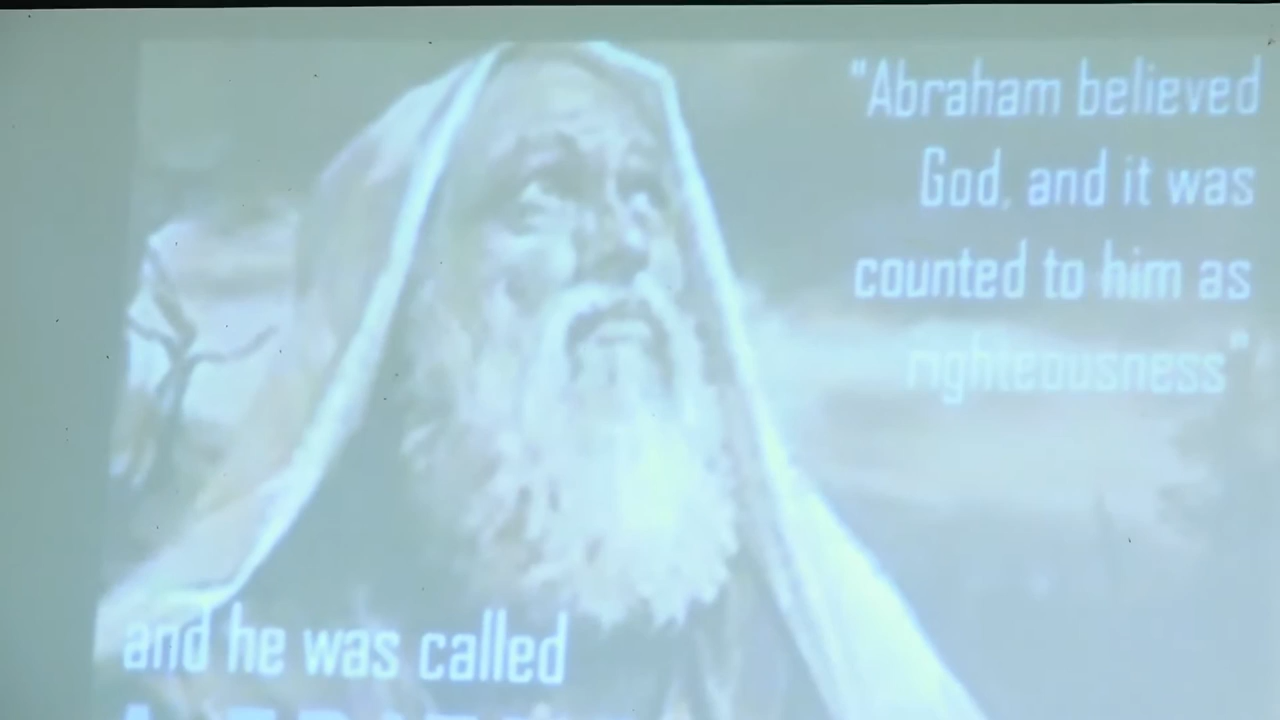 "Abraham believed
God, and it was
counted to him as
righteousness"
and he was called